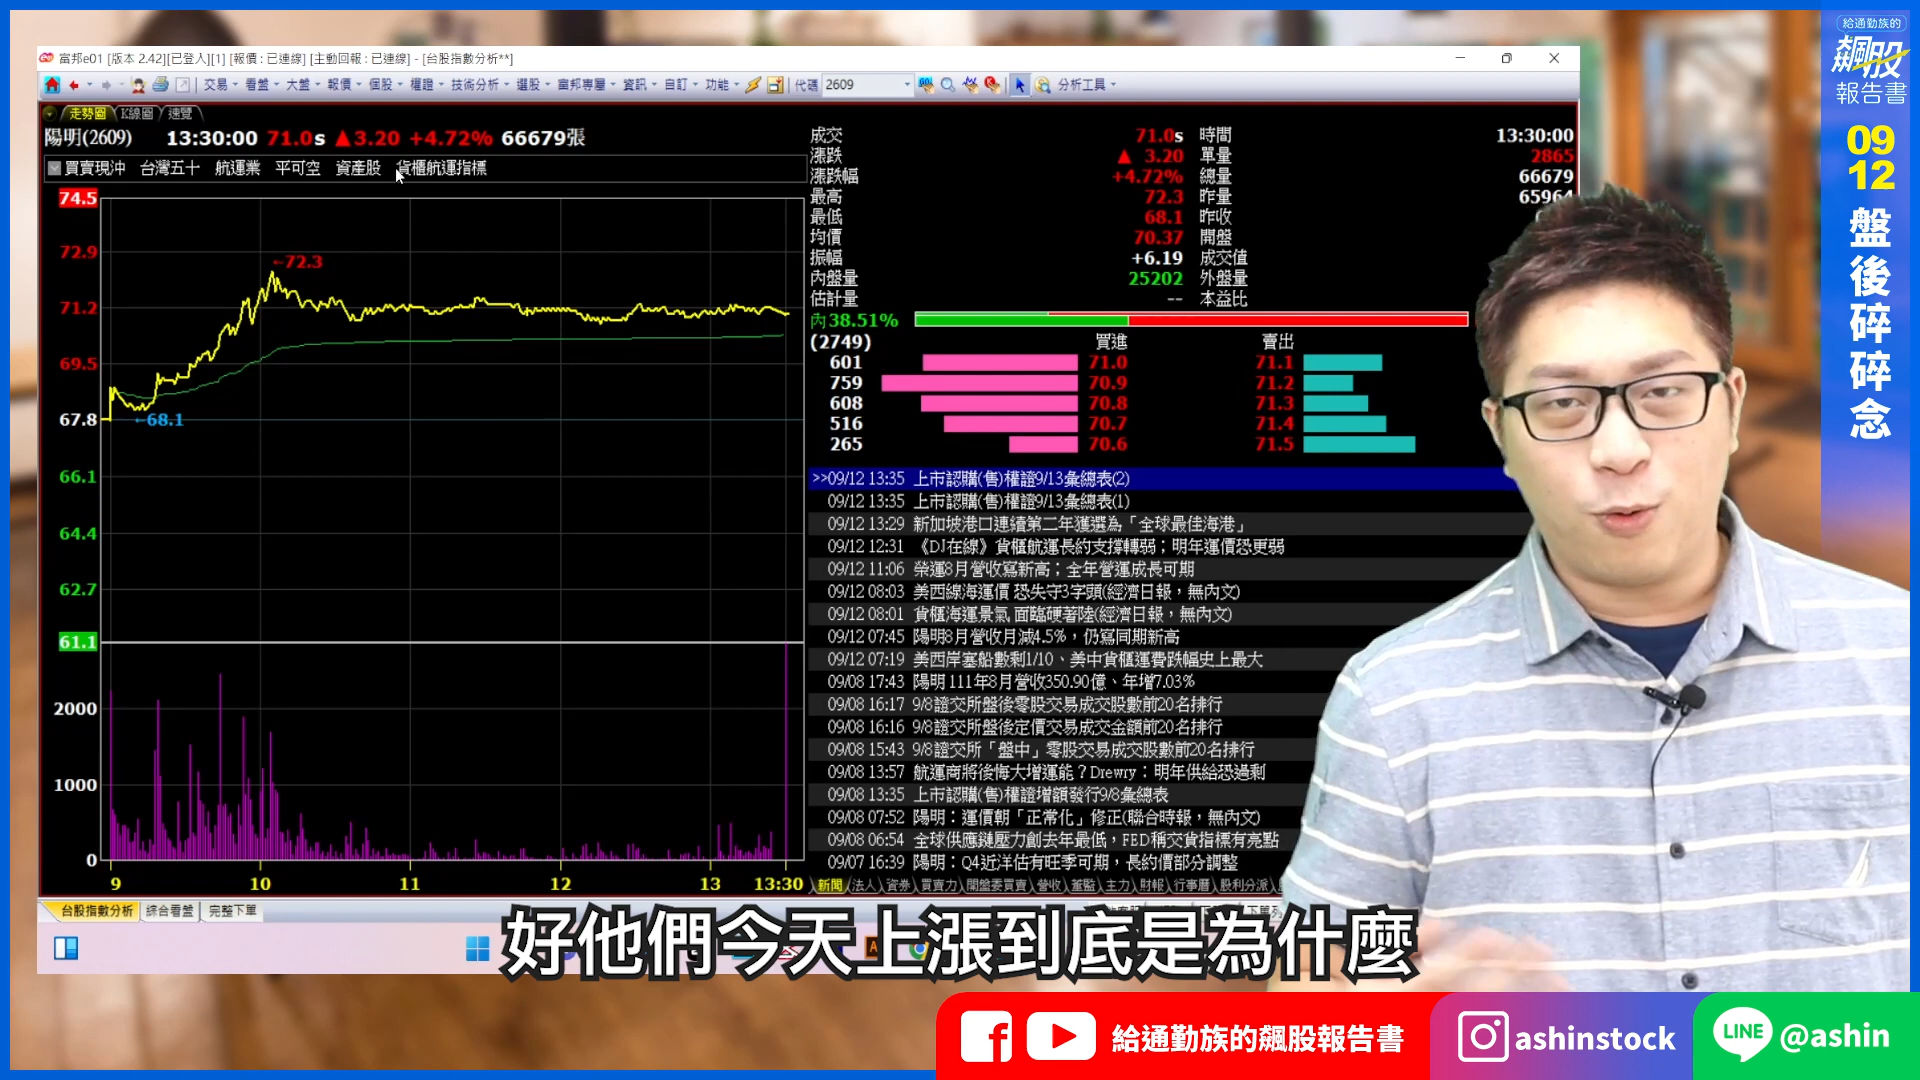 富邦e01 [版本 2.42][已登入][1] [報價 : 已連線] [主動回報 : 已連線] - [台股指數分析**]
交易 看盤 大盤 報價 個股 權證 技術分析 選股 富邦專屬 資訊 自訂 功能 代碼 2609 分析工具
走勢圖 K線圖 速覽
陽明(2609) 13:30:00 71.0s ▲3.20 +4.72% 66679張
買賣現沖 台灣五十 航運業 平可空 資產股 貨櫃航運指標
74.5
72.9
71.2
69.5
67.8
66.1
64.4
62.7
61.1
2000
1000
0
←72.3
←68.1
9 10 11 12 13 13:30
成交 71.0s 時間 13:30:00
漲跌 ▲ 3.20 單量 2865
漲跌幅 +4.72% 總量 66679
最高 72.3 昨量 65964
最低 68.1 昨收
均價 70.37 開盤
振幅 +6.19 成交值
內盤量 25202 外盤量
估計量 -- 本益比
內38.51%
(2749) 買進 賣出
601 71.0 71.1
759 70.9 71.2
608 70.8 71.3
516 70.7 71.4
265 70.6 71.5
>>09/12 13:35 上市認購(售)權證9/13彙總表(2)
09/12 13:35 上市認購(售)權證9/13彙總表(1)
09/12 13:29 新加坡港口連續第二年獲選為「全球最佳海港」
09/12 12:31 《DJ在線》貨櫃航運長約支撐轉弱；明年運價恐更弱
09/12 11:06 榮運8月營收寫新高；全年營運成長可期
09/12 08:03 美西線海運價 恐失守3字頭(經濟日報，無內文)
09/12 08:01 貨櫃海運景氣 面臨硬著陸(經濟日報，無內文)
09/12 07:45 陽明8月營收月減4.5%，仍寫同期新高
09/12 07:19 美西岸塞船數剩1/10、美中貨櫃運費跌幅史上最大
09/08 17:43 陽明 111年8月營收350.90億、年增7.03%
09/08 16:17 9/8證交所盤後零股交易成交股數前20名排行
09/08 16:16 9/8證交所盤後定價交易成交金額前20名排行
09/08 15:43 9/8證交所「盤中」零股交易成交股數前20名排行
09/08 13:57 航運商將後悔大增運能？Drewry：明年供給恐過剩
09/08 13:35 上市認購(售)權證增額發行9/8彙總表
09/08 07:52 陽明：運價朝「正常化」修正(聯合時報，無內文)
09/08 06:54 全球供應鏈壓力創去年最低，FED稱交貨指標有亮點
09/07 16:39 陽明：Q4近洋估有旺季可期，長約價部分調整
新聞 法人 資券 買賣力 開盤委買賣 營收 董監 主力 財報 行事曆 股利分派
台股指數分析 綜合看盤 完整下單
好他們今天上漲到底是為什麼
給通勤族的
飆股
報告書
09
12
盤後碎碎念
給通勤族的飆股報告書
ashinstock
LINE
@ashin